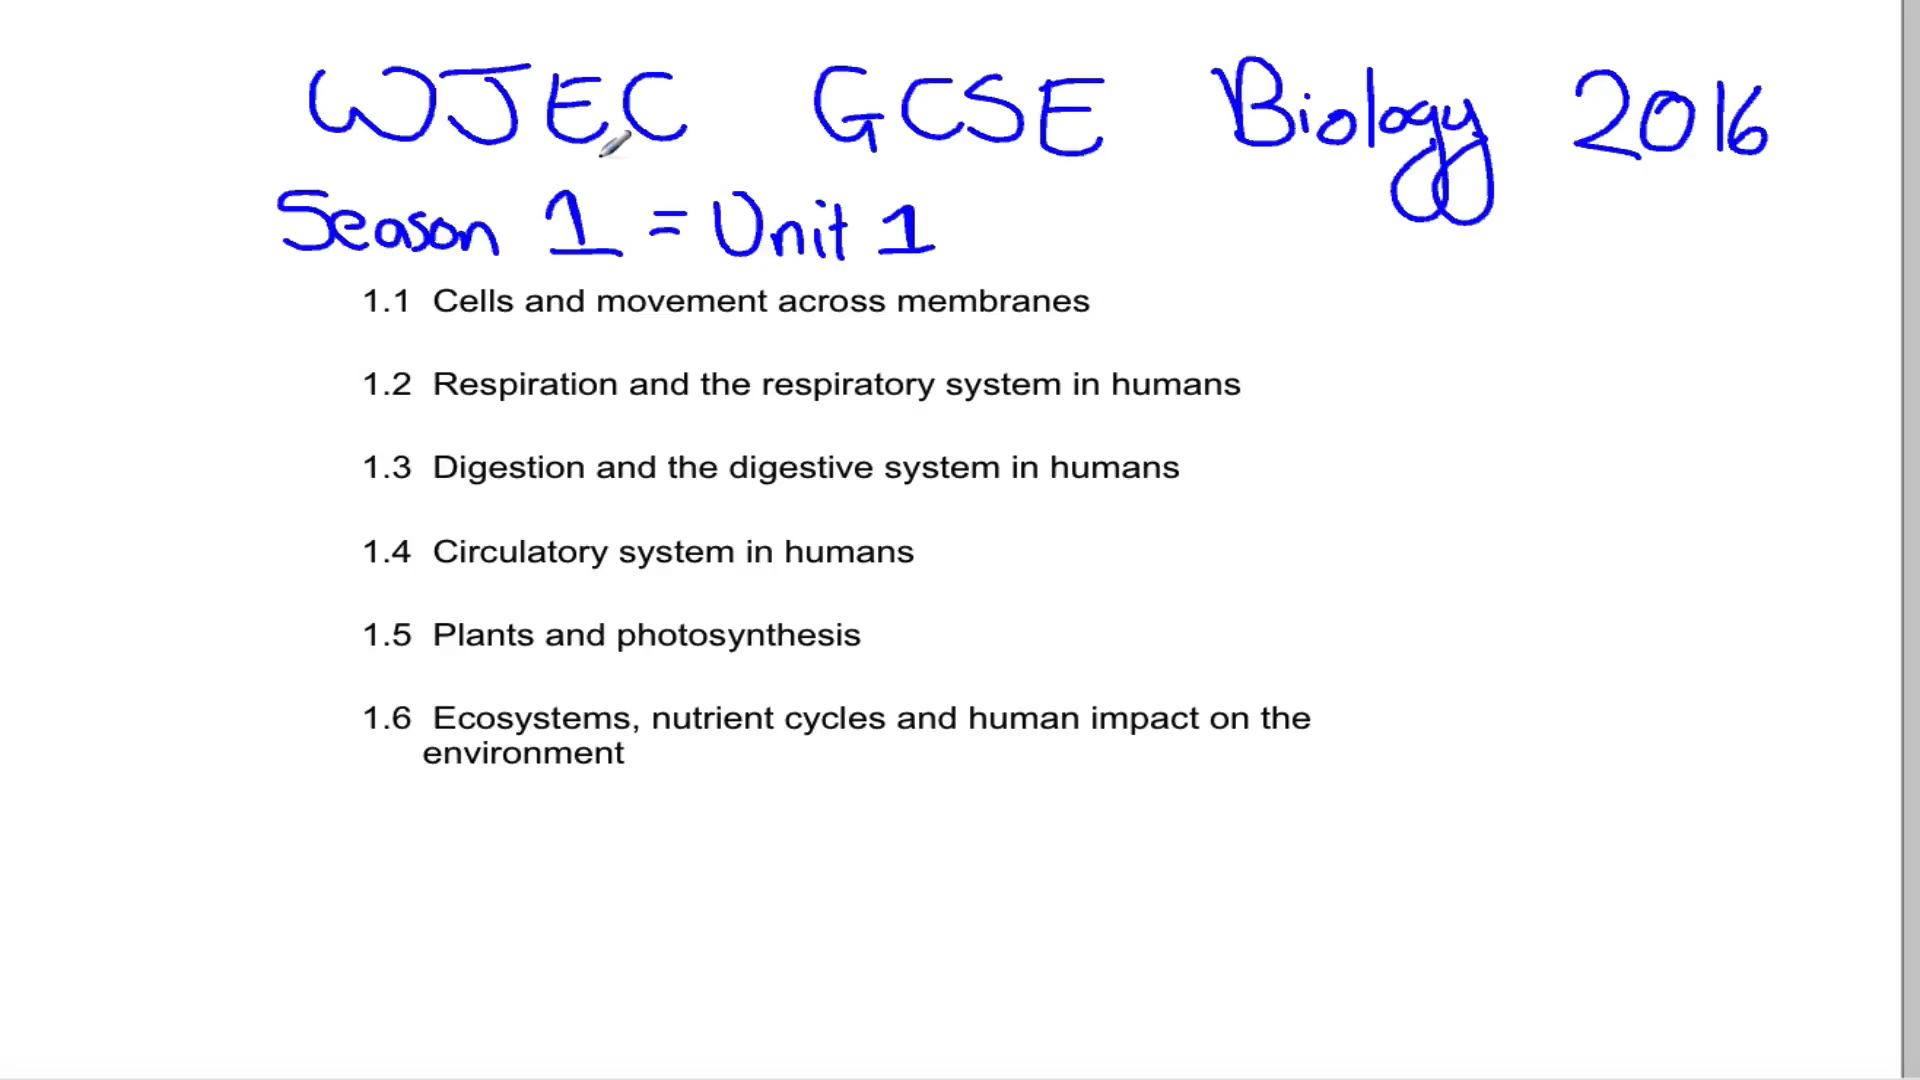 WJEC GCSE Biology 2016
Season 1 = Unit 1
1.1 Cells and movement across membranes
1.2 Respiration and the respiratory system in humans
1.3 Digestion and the digestive system in humans
1.4 Circulatory system in humans
1.5 Plants and photosynthesis
1.6 Ecosystems, nutrient cycles and human impact on the
environment